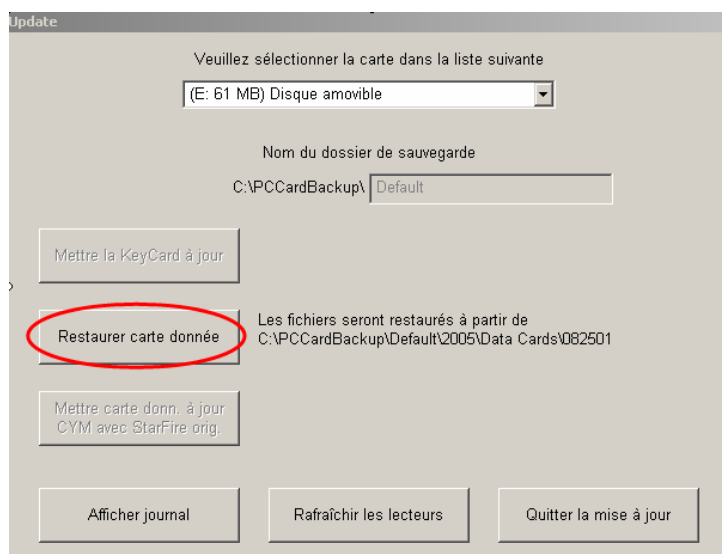 Update
Veuillez sélectionner la carte dans la liste suivante
(E: 61 MB) Disque amovible
Nom du dossier de sauvegarde
C:\PCCardBackup\ Default
Mettre la KeyCard à jour
Restaurer carte donnée
Les fichiers seront restaurés à partir de
C:\PCCardBackup\Default\2005\Data Cards\082501
Mettre carte donn. à jour
CYM avec StarFire orig.
Afficher journal
Rafraîchir les lecteurs
Quitter la mise à jour